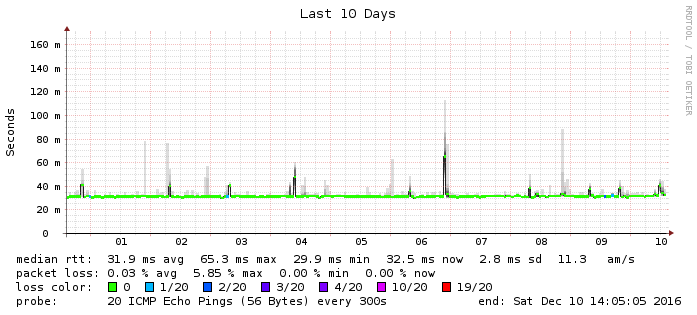 Last 10 Days
RRDTOOL / TOBI OETIKER
Seconds
160 m
140 m
120 m
100 m
80 m
60 m
40 m
20 m
0
01 02 03 04 05 06 07 08 09 10
median rtt: 31.9 ms avg 65.3 ms max 29.9 ms min 32.5 ms now 2.8 ms sd 11.3 am/s
packet loss: 0.03 % avg 5.85 % max 0.00 % min 0.00 % now
loss color: 0 1/20 2/20 3/20 4/20 10/20 19/20
probe: 20 ICMP Echo Pings (56 Bytes) every 300s end: Sat Dec 10 14:05:05 2016